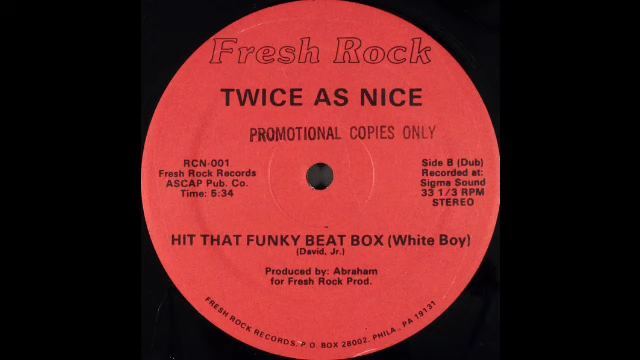 Fresh Rock
TWICE AS NICE
PROMOTIONAL COPIES ONLY
RCN-001
Fresh Rock Records
ASCAP Pub. Co.
Time: 5:34
Side B (Dub)
Recorded at:
Sigma Sound
33 1/3 RPM
STEREO
HIT THAT FUNKY BEAT BOX (White Boy)
(David, Jr.)
Produced by: Abraham
for Fresh Rock Prod.
FRESH ROCK RECORDS, P.O. BOX 28002, PHILA., PA 19131